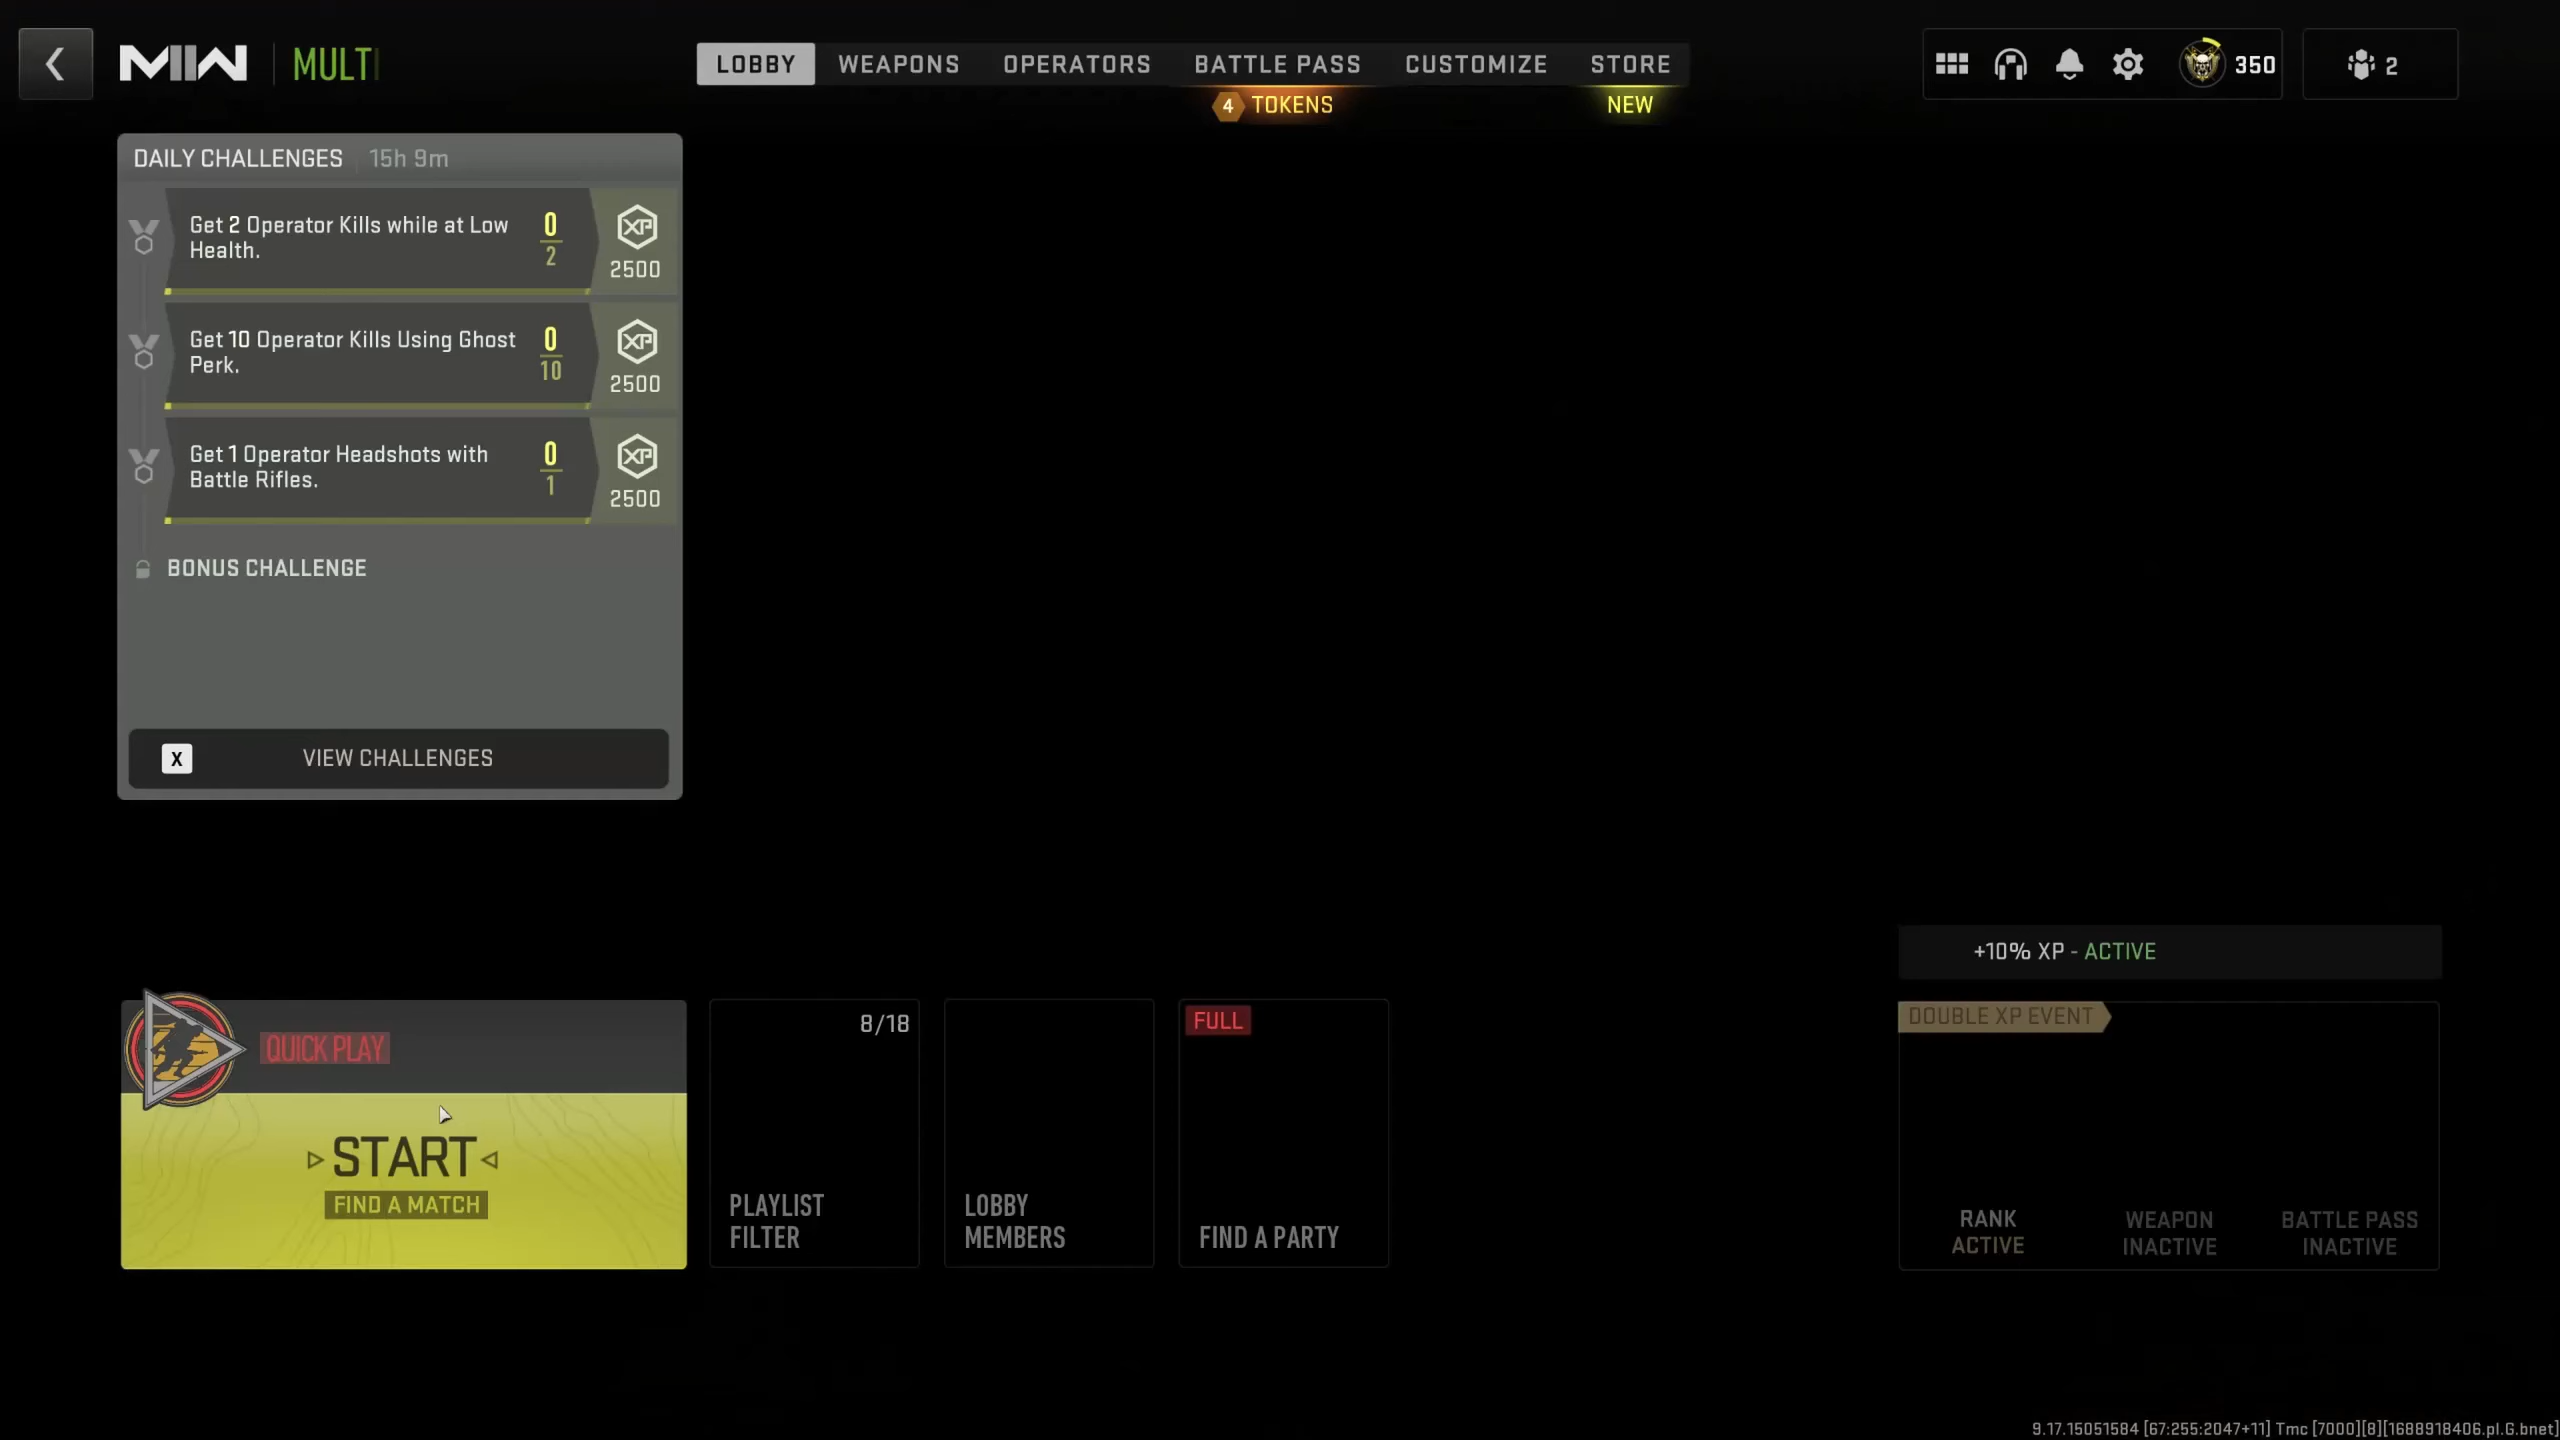 MIIW | MULTI
LOBBY WEAPONS OPERATORS BATTLE PASS CUSTOMIZE STORE
4 TOKENS
NEW
350
2
DAILY CHALLENGES 15h 9m
Get 2 Operator Kills while at Low
Health.
0
2
XP
2500
Get 10 Operator Kills Using Ghost
Perk.
0
10
XP
2500
Get 1 Operator Headshots with
Battle Rifles.
0
1
XP
2500
BONUS CHALLENGE
X VIEW CHALLENGES
+10% XP - ACTIVE
QUICK PLAY
START
FIND A MATCH
8/18
PLAYLIST
FILTER
LOBBY
MEMBERS
FULL
FIND A PARTY
DOUBLE XP EVENT
RANK
ACTIVE
WEAPON
INACTIVE
BATTLE PASS
INACTIVE
9.17.15051584 [67:255:2047+11] Tmc [7000][8][1688918406.pl.G.bnet]